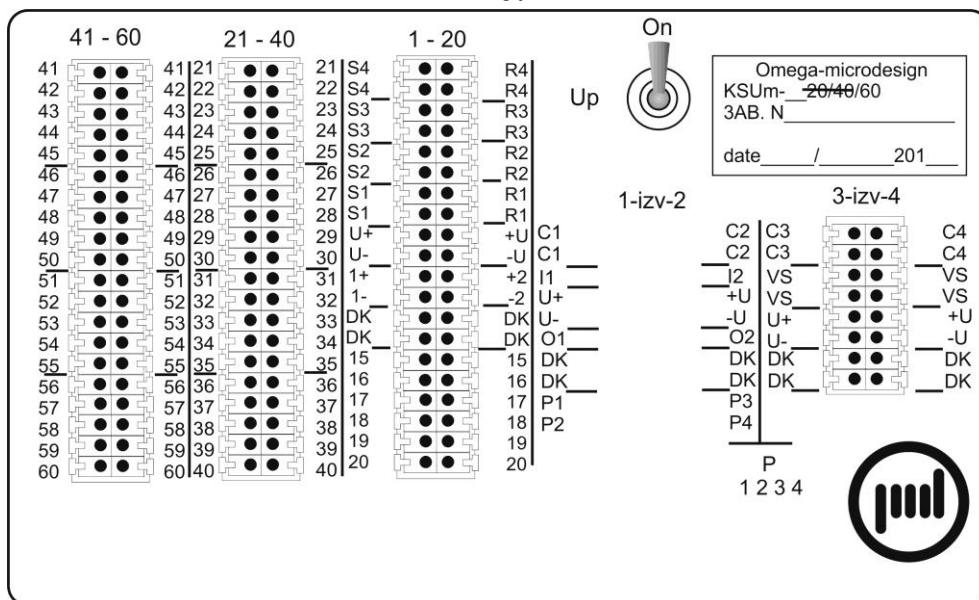 41 - 60
21 - 40
1 - 20
On
Up
Omega-microdesign
KSUm-__20/40/60
3AB. N
date_____/_______201___
1-izv-2
3-izv-4
41 41 21 21 S4 R4
42 42 22 22 S4 R4
43 43 23 23 S3 R3
44 44 24 24 S3 R3
45 45 25 25 S2 R2
46 46 26 26 S2 R2
47 47 27 27 S1 R1
48 48 28 28 S1 R1
49 49 29 29 U+ +U C1 C2 C3 C4
50 50 30 30 U- -U C1 C2 C3 C4
51 51 31 31 1+ +2 I1 I2 VS VS
52 52 32 32 1- -2 U+ +U VS VS
53 53 33 33 DK DK U- -U U+ +U
54 54 34 34 DK DK O1 O2 U- -U
55 55 35 35 15 15 DK DK DK DK
56 56 36 36 16 16 DK DK DK DK
57 57 37 37 17 17 P1 P3
58 58 38 38 18 18 P2 P4
59 59 39 39 19 19
60 60 40 40 20 20
P
1 2 3 4